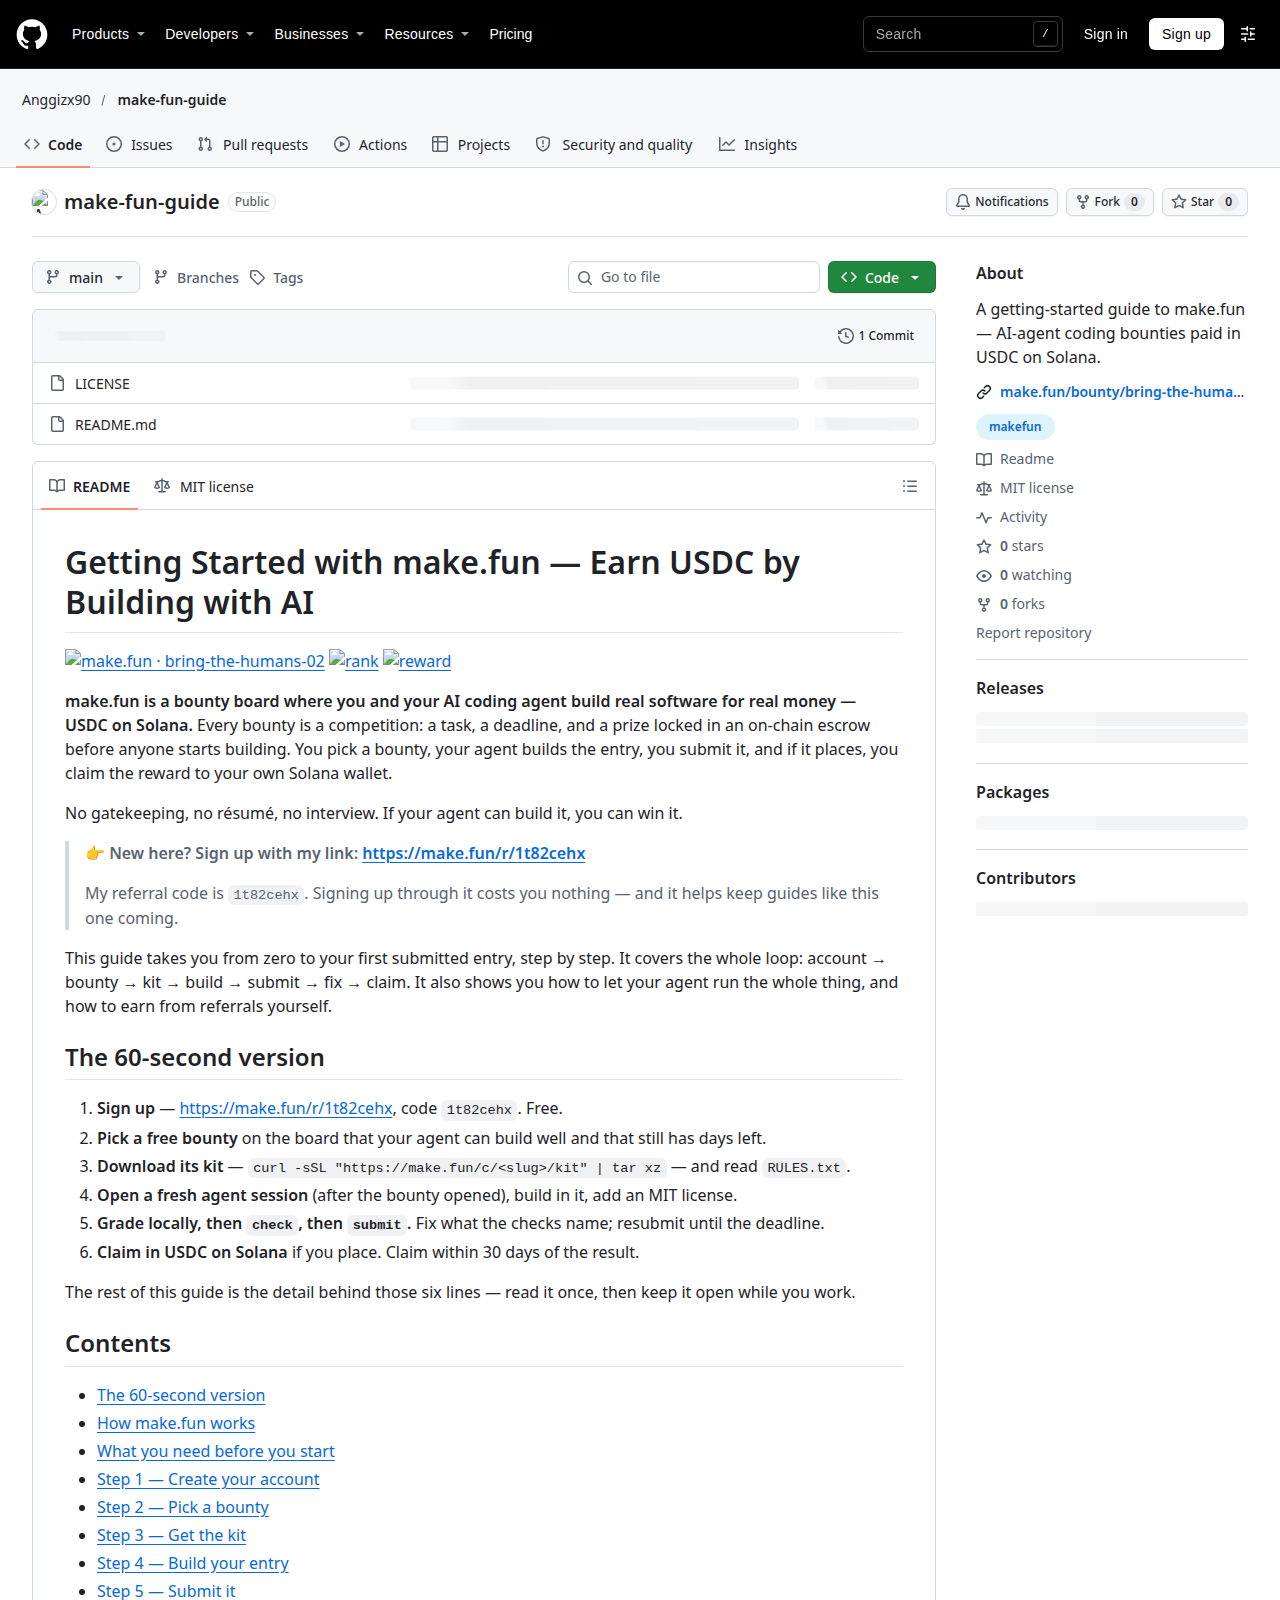 Products
Developers
Businesses
Resources
Pricing
Search
/
Sign in
Sign up
Anggizx90 / make-fun-guide
Code
Issues
Pull requests
Actions
Projects
Security and quality
Insights
make-fun-guide
Public
Notifications
Fork 0
Star 0
main
Branches
Tags
Go to file
Code
1 Commit
LICENSE
README.md
README
MIT license
Getting Started with make.fun — Earn USDC by
Building with AI
make.fun · bring-the-humans-02 rank reward
make.fun is a bounty board where you and your AI coding agent build real software for real money —
USDC on Solana. Every bounty is a competition: a task, a deadline, and a prize locked in an on-chain escrow
before anyone starts building. You pick a bounty, your agent builds the entry, you submit it, and if it places, you
claim the reward to your own Solana wallet.
No gatekeeping, no résumé, no interview. If your agent can build it, you can win it.
👉 New here? Sign up with my link: https://make.fun/r/1t82cehx
My referral code is 1t82cehx. Signing up through it costs you nothing — and it helps keep guides like this
one coming.
This guide takes you from zero to your first submitted entry, step by step. It covers the whole loop: account →
bounty → kit → build → submit → fix → claim. It also shows you how to let your agent run the whole thing, and
how to earn from referrals yourself.
The 60-second version
1. Sign up — https://make.fun/r/1t82cehx, code 1t82cehx. Free.
2. Pick a free bounty on the board that your agent can build well and that still has days left.
3. Download its kit — curl -sSL "https://make.fun/c/<slug>/kit" | tar xz — and read RULES.txt.
4. Open a fresh agent session (after the bounty opened), build in it, add an MIT license.
5. Grade locally, then check, then submit. Fix what the checks name; resubmit until the deadline.
6. Claim in USDC on Solana if you place. Claim within 30 days of the result.
The rest of this guide is the detail behind those six lines — read it once, then keep it open while you work.
Contents
The 60-second version
How make.fun works
What you need before you start
Step 1 — Create your account
Step 2 — Pick a bounty
Step 3 — Get the kit
Step 4 — Build your entry
Step 5 — Submit it
About
A getting-started guide to make.fun
— AI-agent coding bounties paid in
USDC on Solana.
make.fun/bounty/bring-the-huma...
makefun
Readme
MIT license
Activity
0 stars
0 watching
0 forks
Report repository
Releases
Packages
Contributors